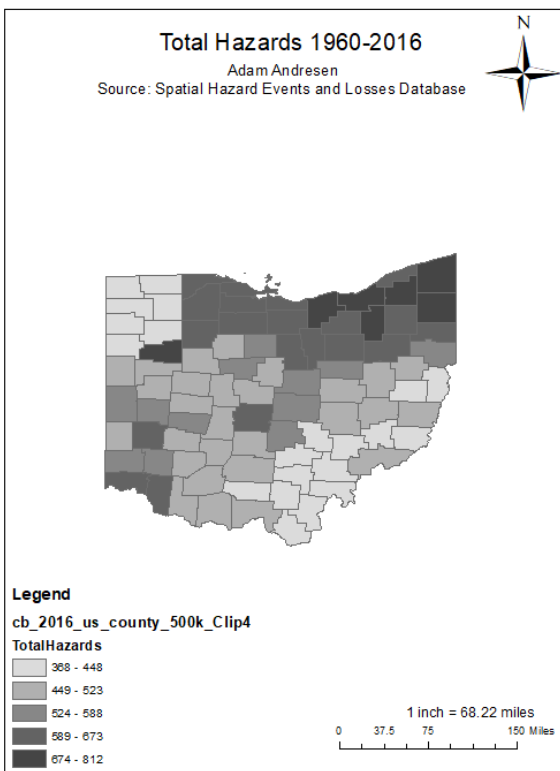 Total Hazards 1960-2016
Adam Andresen
Source: Spatial Hazard Events and Losses Database
N
Legend
cb_2016_us_county_500k_Clip4
TotalHazards
368 - 448
449 - 523
524 - 588
589 - 673
674 - 812
1 inch = 68.22 miles
0 37.5 75 150 Miles